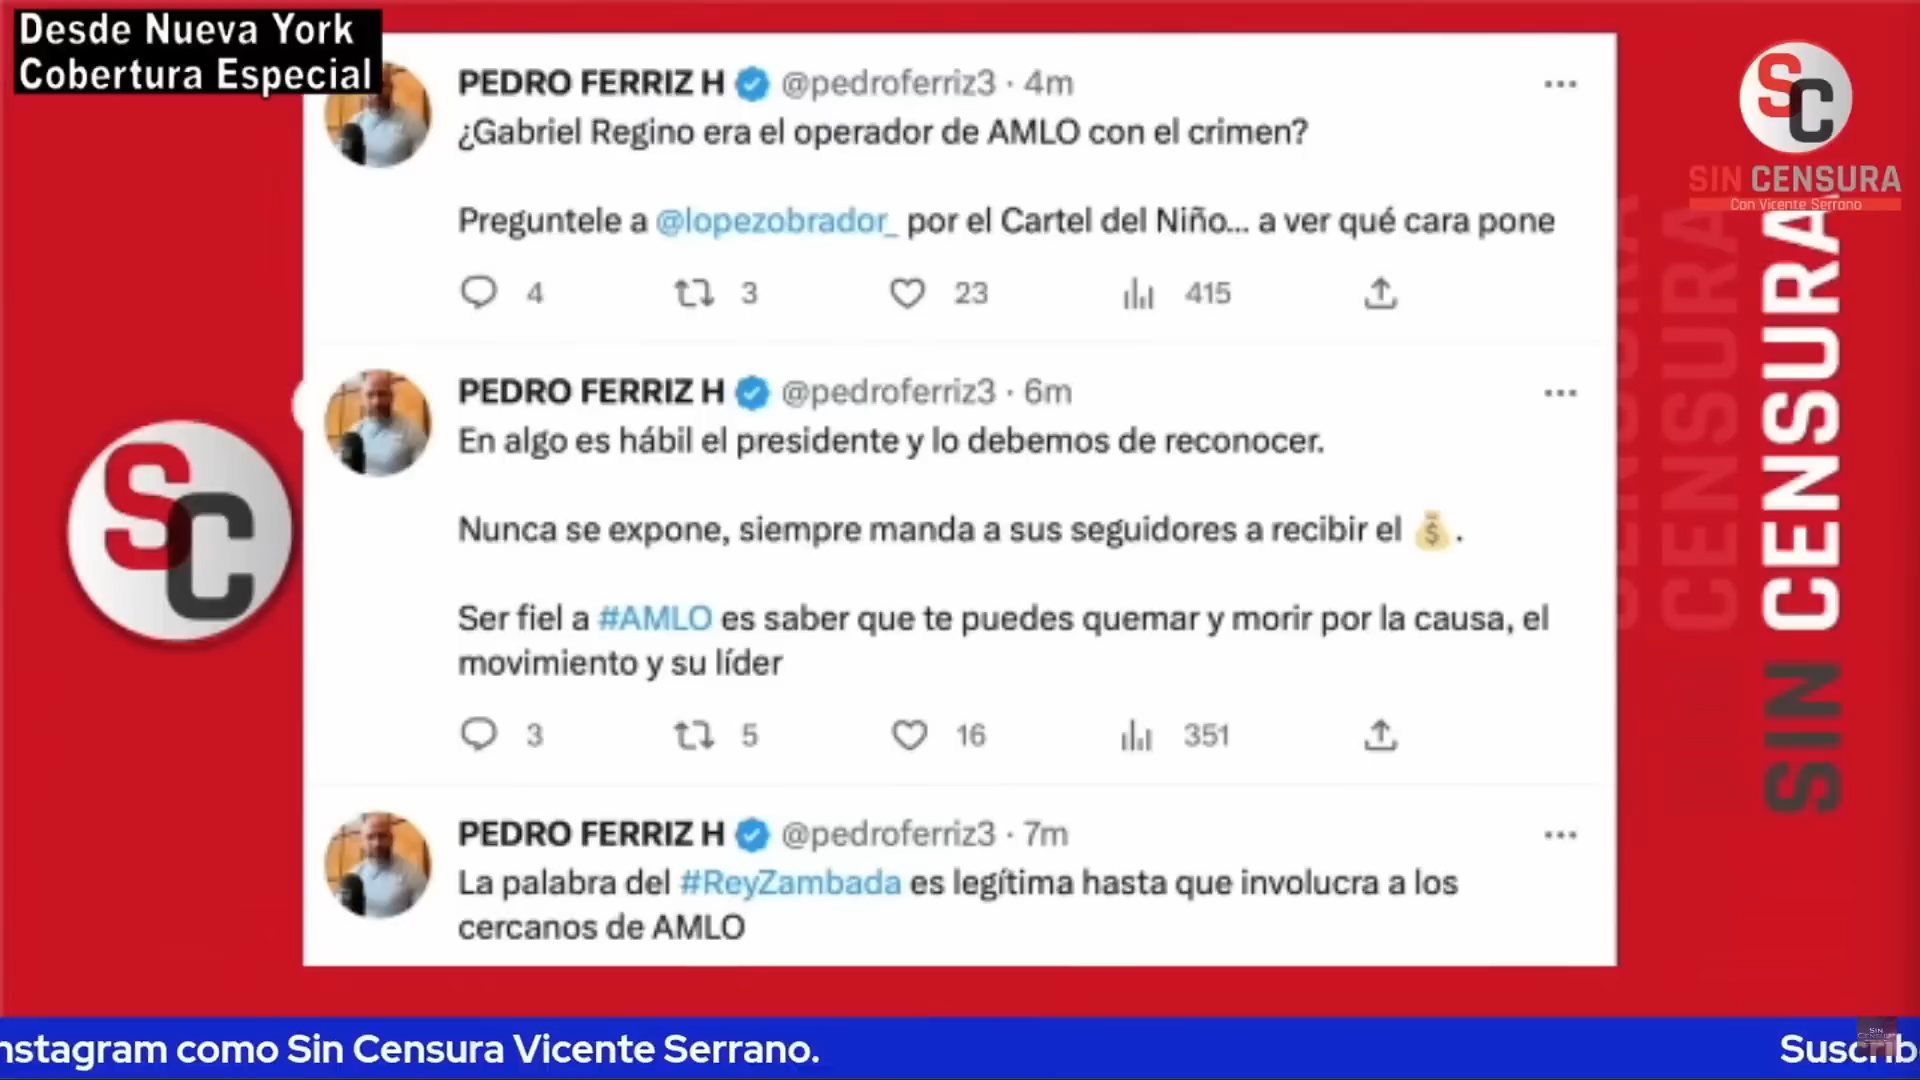 Desde Nueva York
Cobertura Especial
PEDRO FERRIZ H @pedroferriz3 · 4m
¿Gabriel Regino era el operador de AMLO con el crimen?
Preguntele a @lopezobrador_ por el Cartel del Niño... a ver qué cara pone
4 3 23 415
PEDRO FERRIZ H @pedroferriz3 · 6m
En algo es hábil el presidente y lo debemos de reconocer.
Nunca se expone, siempre manda a sus seguidores a recibir el 💰.
Ser fiel a #AMLO es saber que te puedes quemar y morir por la causa, el
movimiento y su líder
3 5 16 351
PEDRO FERRIZ H @pedroferriz3 · 7m
La palabra del #ReyZambada es legítima hasta que involucra a los
cercanos de AMLO
SC
SC
SIN CENSURA
Con Vicente Serrano
SIN CENSURA
CENSURA
nstagram como Sin Censura Vicente Serrano.